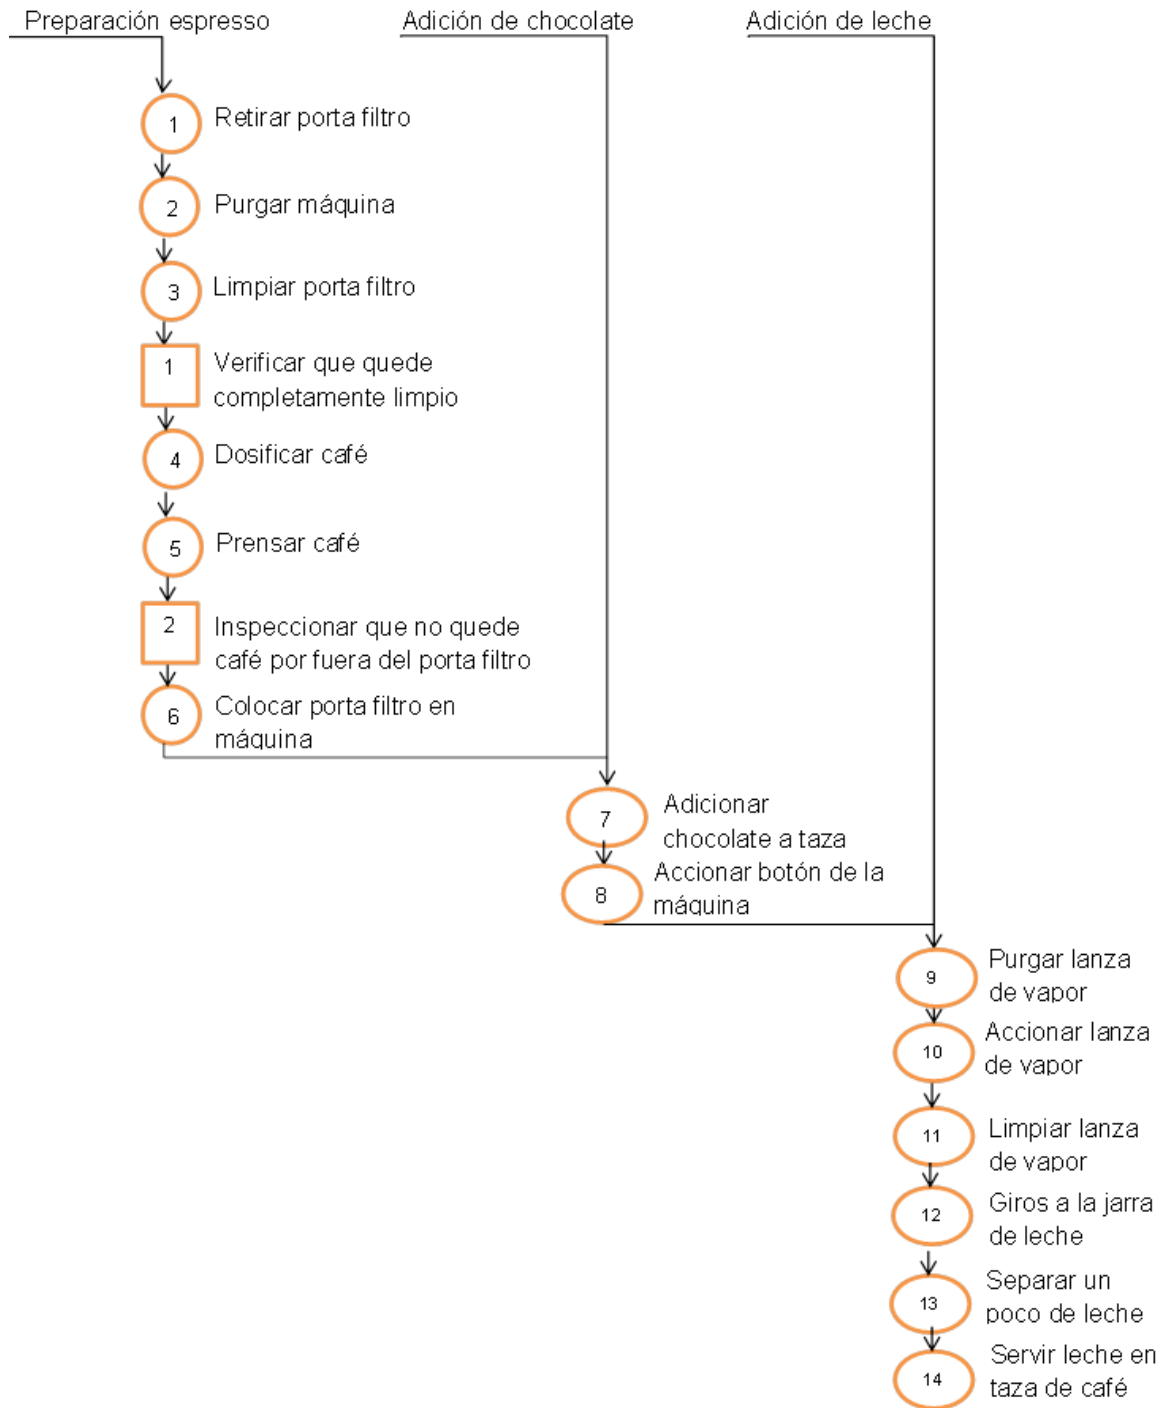 Preparación espresso
Adición de chocolate
Adición de leche
1
Retirar porta filtro
2
Purgar máquina
3
Limpiar porta filtro
1
Verificar que quede
completamente limpio
4
Dosificar café
5
Prensar café
2
Inspeccionar que no quede
café por fuera del porta filtro
6
Colocar porta filtro en
máquina
7
Adicionar
chocolate a taza
8
Accionar botón de la
máquina
9
Purgar lanza
de vapor
10
Accionar lanza
de vapor
11
Limpiar lanza
de vapor
12
Giros a la jarra
de leche
13
Separar un
poco de leche
14
Servir leche en
taza de café